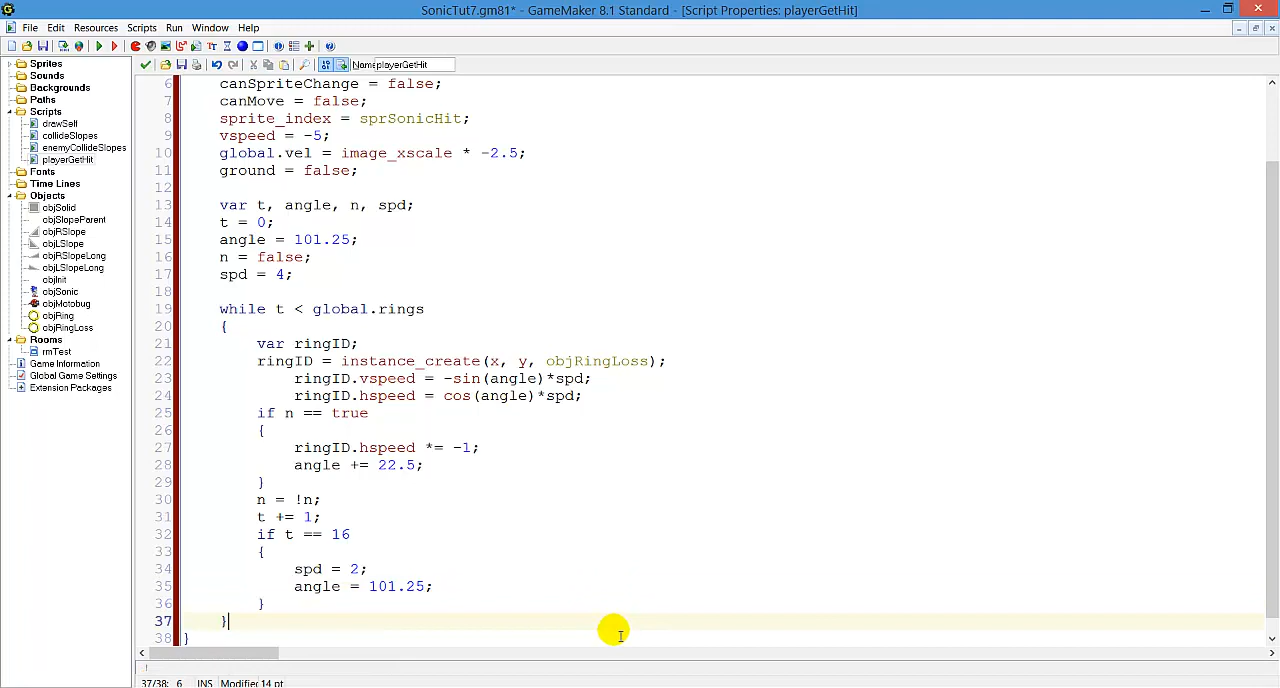 SonicTut7.gm81* - GameMaker 8.1 Standard - [Script Properties: playerGetHit]
File Edit Resources Scripts Run Window Help
Name: playerGetHit
Sprites
Sounds
Backgrounds
Paths
Scripts
drawSelf
collideSlopes
enemyCollideSlopes
playerGetHit
Fonts
Time Lines
Objects
objSolid
objSlopeParent
objRSlope
objLSlope
objRSlopeLong
objLSlopeLong
objInit
objSonic
objMotobug
objRing
objRingLoss
Rooms
rmTest
Game Information
Global Game Settings
Extension Packages
6 canSpriteChange = false;
7 canMove = false;
8 sprite_index = sprSonicHit;
9 vspeed = -5;
10 global.vel = image_xscale * -2.5;
11 ground = false;
12
13 var t, angle, n, spd;
14 t = 0;
15 angle = 101.25;
16 n = false;
17 spd = 4;
18
19 while t < global.rings
20 {
21 var ringID;
22 ringID = instance_create(x, y, objRingLoss);
23 ringID.vspeed = -sin(angle)*spd;
24 ringID.hspeed = cos(angle)*spd;
25 if n == true
26 {
27 ringID.hspeed *= -1;
28 angle += 22.5;
29 }
30 n = !n;
31 t += 1;
32 if t == 16
33 {
34 spd = 2;
35 angle = 101.25;
36 }
37 }
38 }
37/38: 6 INS Modified 14 pt